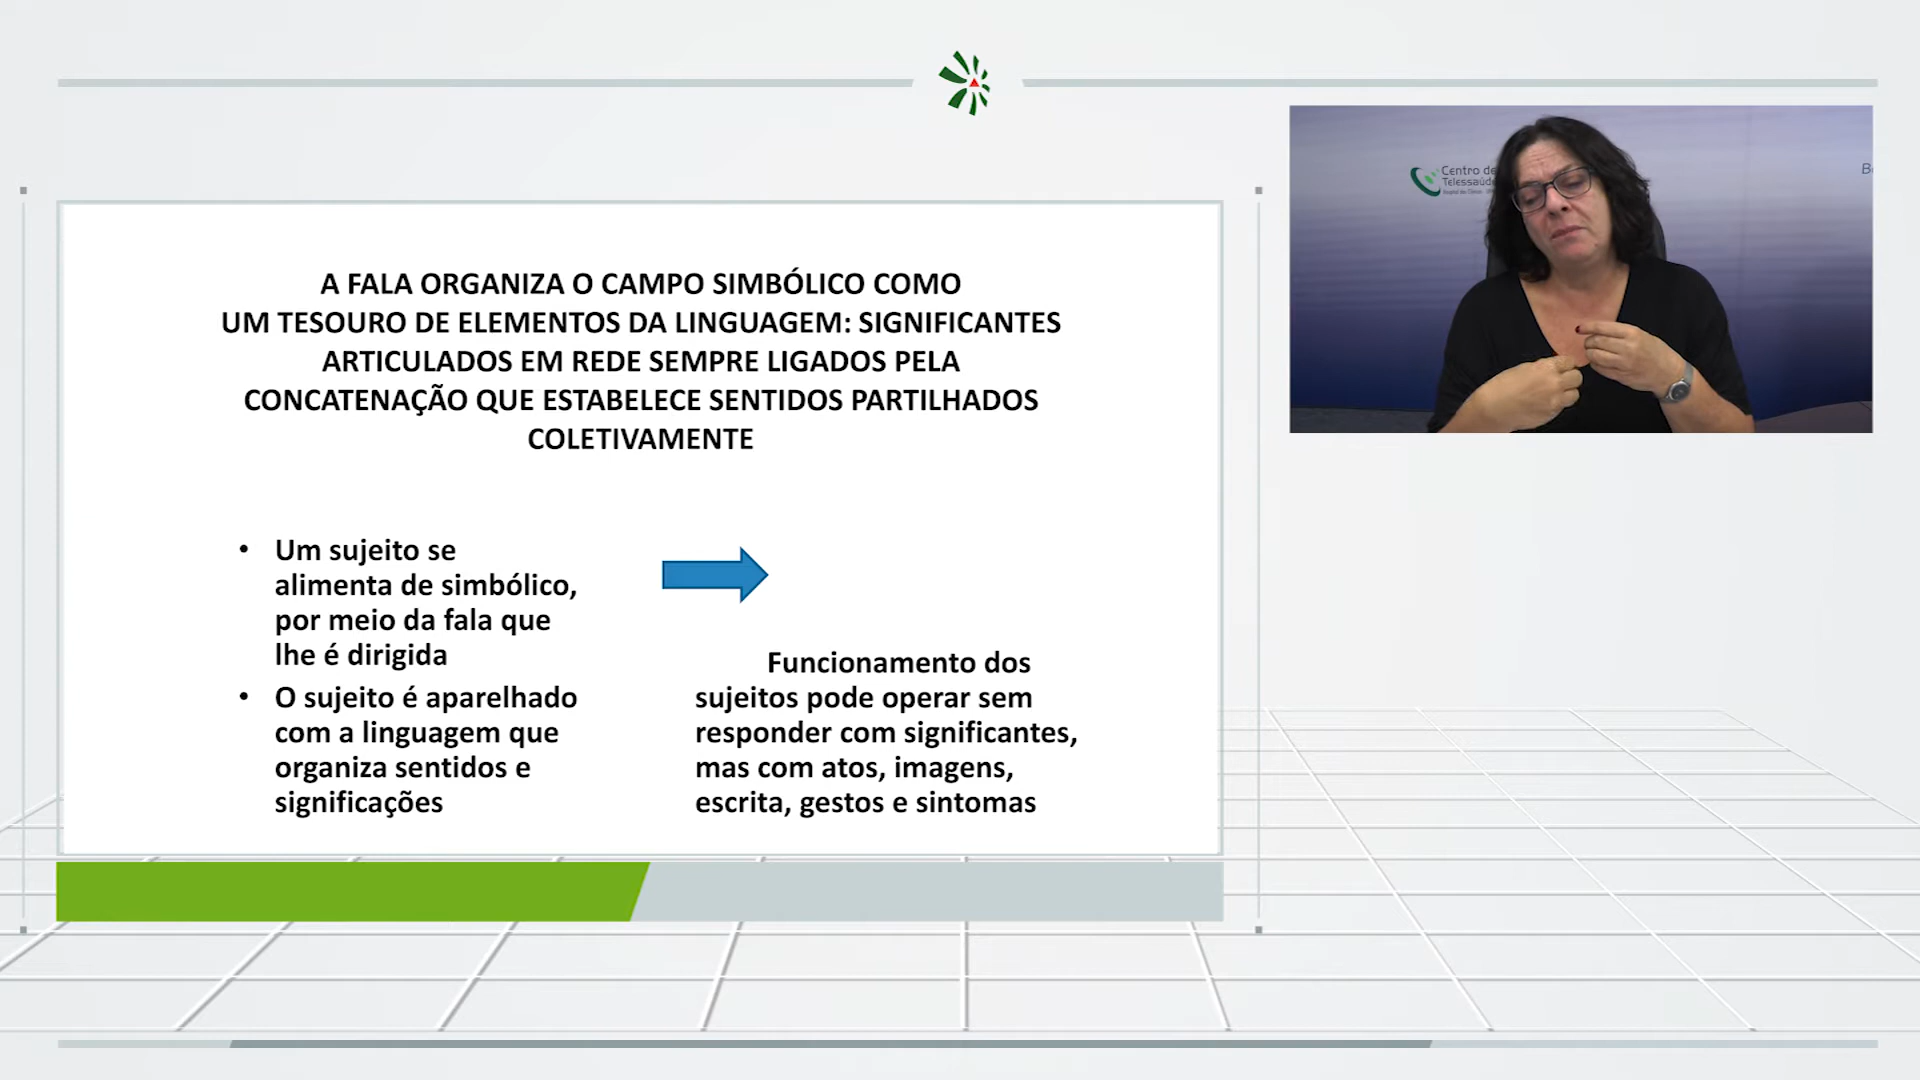 A FALA ORGANIZA O CAMPO SIMBÓLICO COMO
UM TESOURO DE ELEMENTOS DA LINGUAGEM: SIGNIFICANTES
ARTICULADOS EM REDE SEMPRE LIGADOS PELA
CONCATENAÇÃO QUE ESTABELECE SENTIDOS PARTILHADOS
COLETIVAMENTE
• Um sujeito se
alimenta de simbólico,
por meio da fala que
lhe é dirigida
• O sujeito é aparelhado
com a linguagem que
organiza sentidos e
significações
Funcionamento dos
sujeitos pode operar sem
responder com significantes,
mas com atos, imagens,
escrita, gestos e sintomas
Centro de
Telessaúde